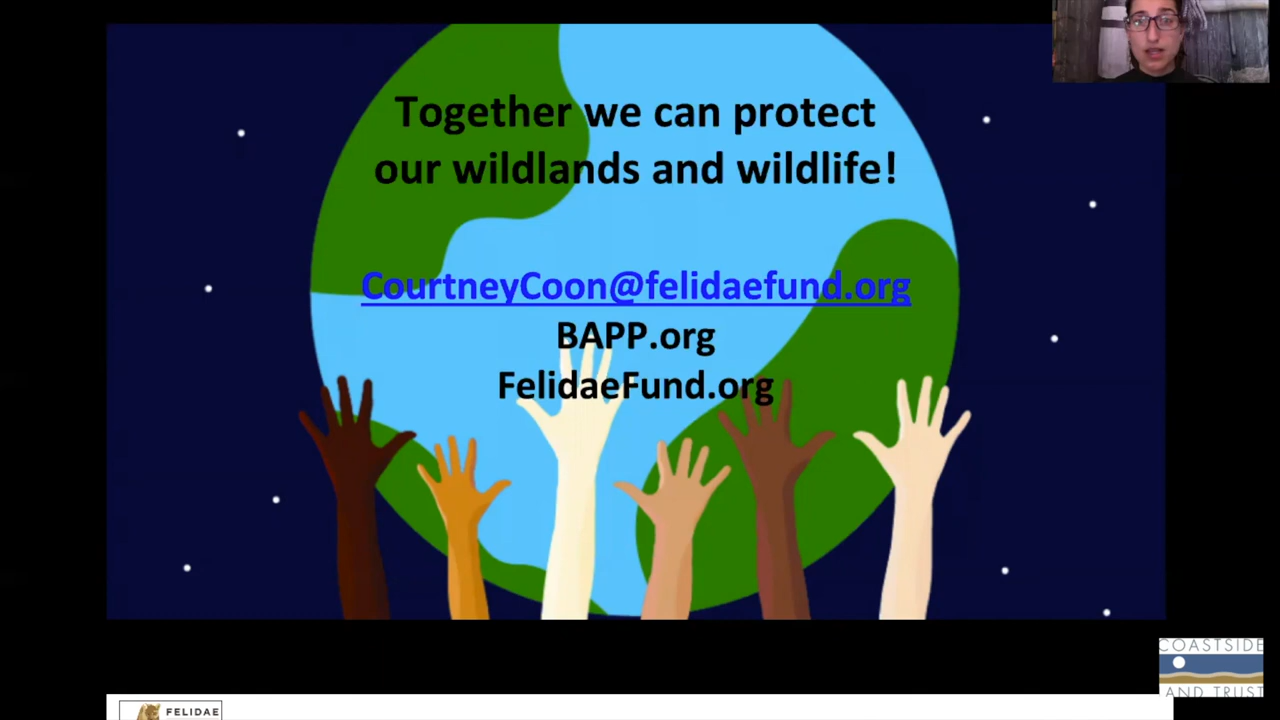 Together we can protect
our wildlands and wildlife!
CourtneyCoon@felidaefund.org
BAPP.org
FelidaeFund.org
COASTSIDE
AND TRUST
FELIDAE